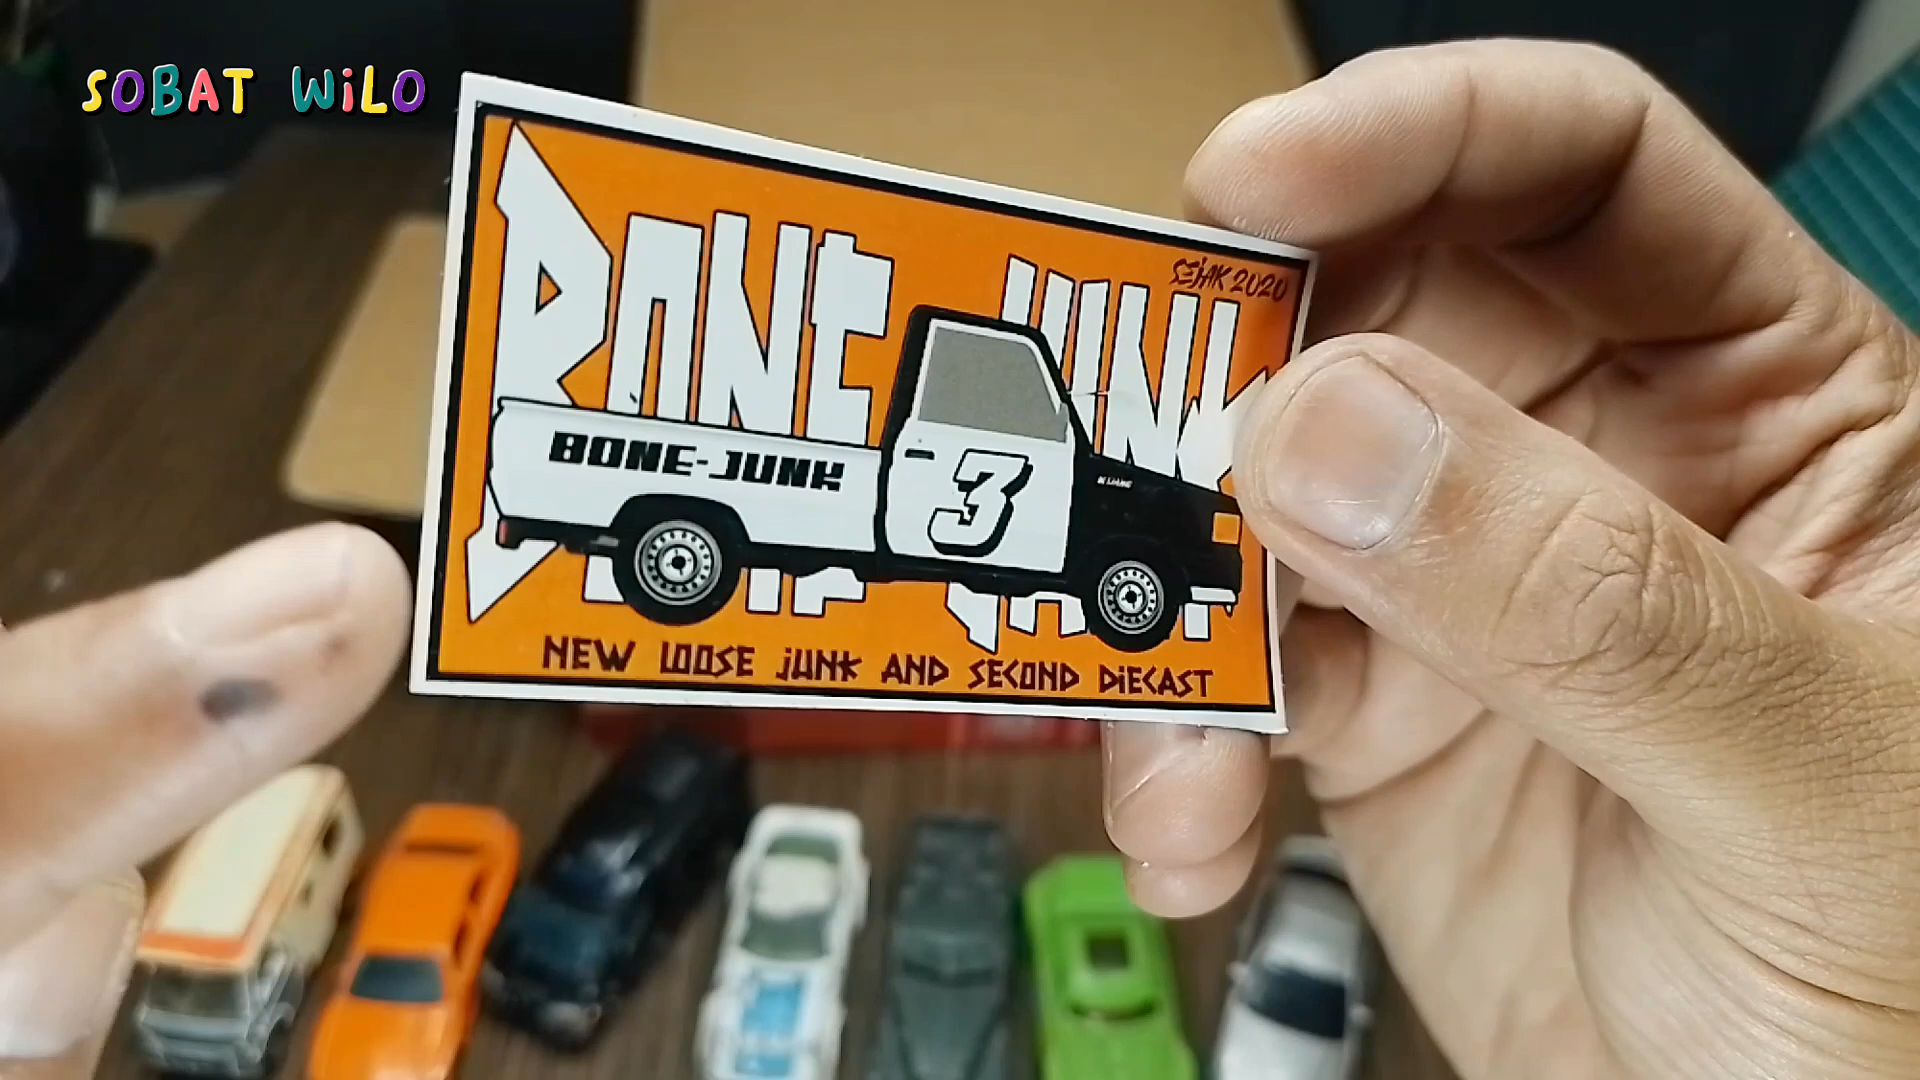 SOBAT WiLO
BONE JUNK
SEJAK 2020
BONE-JUNK
3
NEW LOOSE JUNK AND SECOND DIECAST